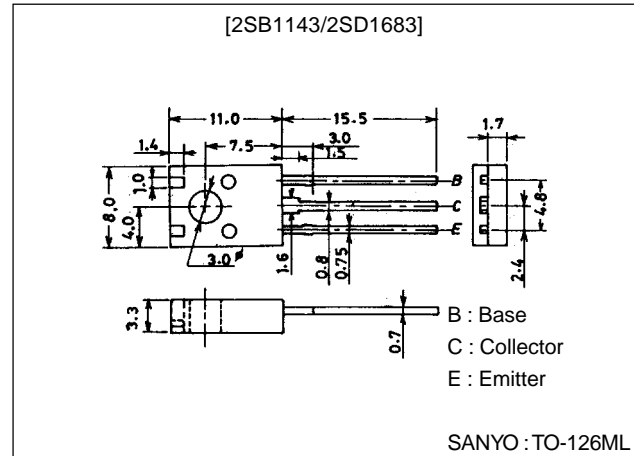 [2SB1143/2SD1683]
11.0
15.5
1.7
1.4
7.5
3.0
1.5
1.0
8.0
4.0
B
C
E
4.8
2.4
3.0
1.6
0.8
0.75
3.3
0.7
B : Base
C : Collector
E : Emitter
SANYO : TO-126ML